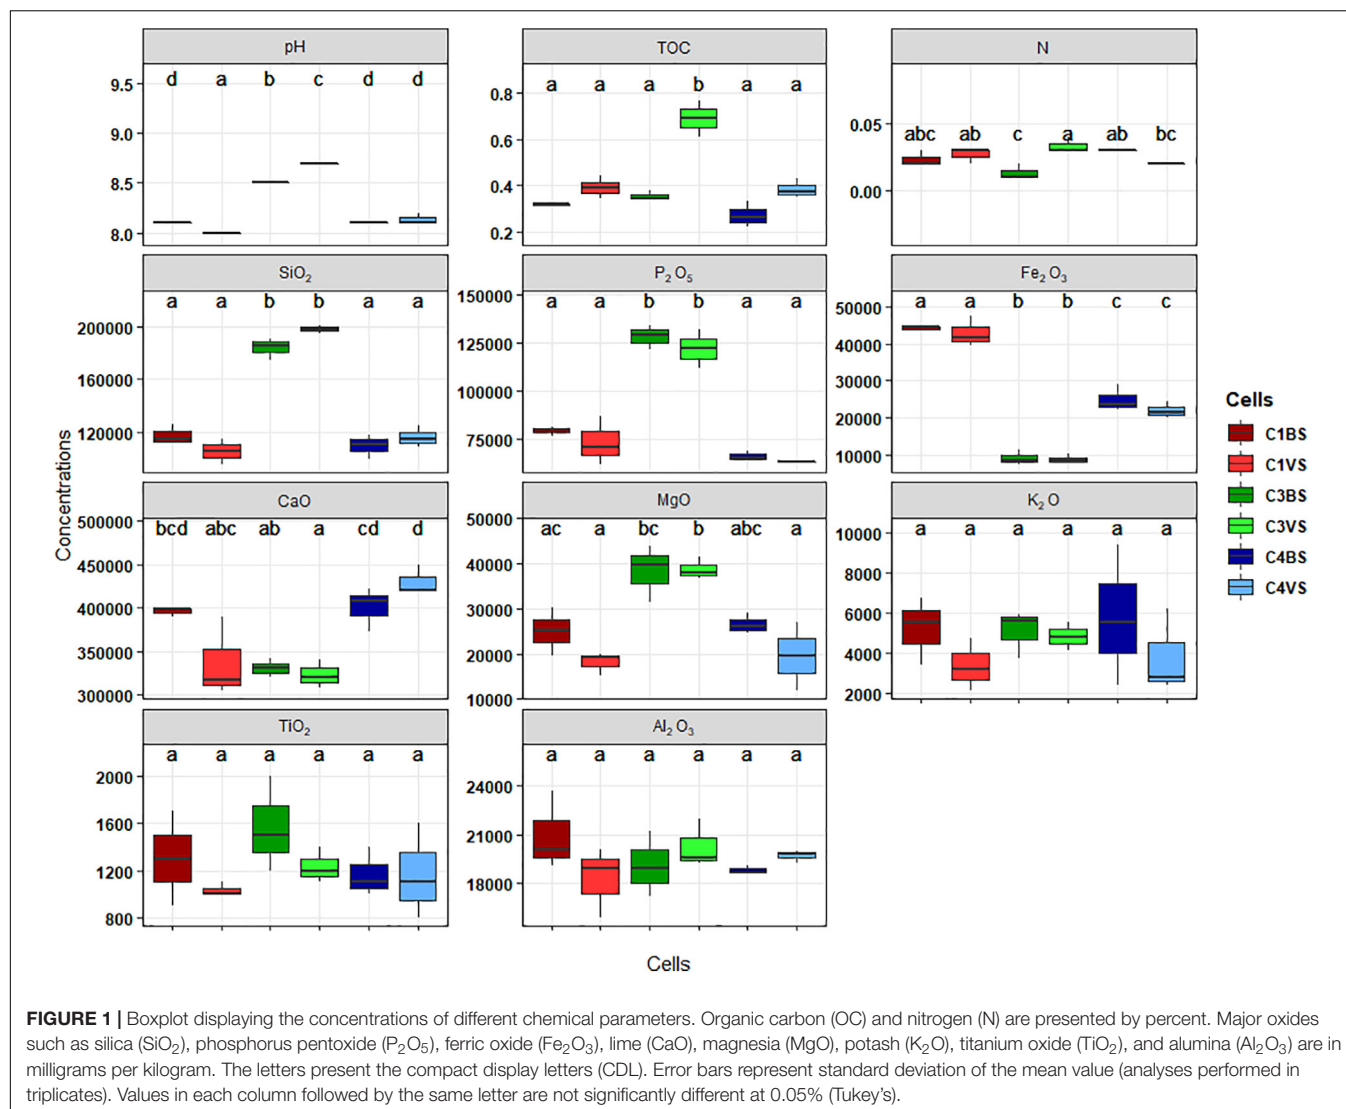 pH
TOC
N
9.5
9.0
8.5
8.0
d a b c d d
0.8
0.6
0.4
0.2
a a a b a a
0.05
0.00
abc ab c a ab bc
SiO2
P2O5
Fe2O3
200000
160000
120000
a a b b a a
150000
125000
100000
75000
a a b b a a
50000
40000
30000
20000
10000
a a b b c c
CaO
MgO
K2O
500000
450000
400000
350000
300000
bcd abc ab a cd d
50000
40000
30000
20000
10000
ac a bc b abc a
10000
8000
6000
4000
2000
a a a a a a
TiO2
Al2O3
2000
1600
1200
800
a a a a a a
24000
21000
18000
a a a a a a
Concentrations
Cells
Cells
C1BS
C1VS
C3BS
C3VS
C4BS
C4VS
FIGURE 1 | Boxplot displaying the concentrations of different chemical parameters. Organic carbon (OC) and nitrogen (N) are presented by percent. Major oxides
such as silica (SiO2), phosphorus pentoxide (P2O5), ferric oxide (Fe2O3), lime (CaO), magnesia (MgO), potash (K2O), titanium oxide (TiO2), and alumina (Al2O3) are in
milligrams per kilogram. The letters present the compact display letters (CDL). Error bars represent standard deviation of the mean value (analyses performed in
triplicates). Values in each column followed by the same letter are not significantly different at 0.05% (Tukey's).